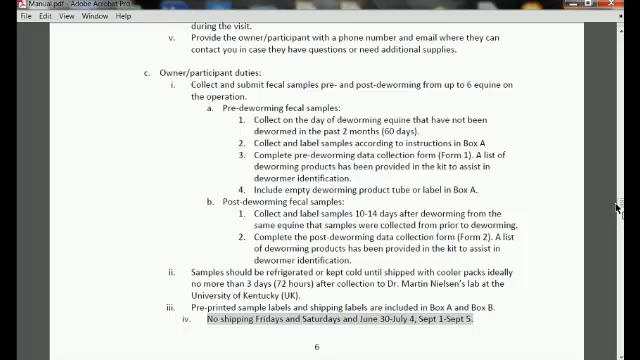 Manual.pdf - Adobe Acrobat Pro
File Edit View Window Help
during the visit.
v. Provide the owner/participant with a phone number and email where they can
contact you in case they have questions or need additional supplies.
c. Owner/participant duties:
i. Collect and submit fecal samples pre- and post-deworming from up to 6 equine on
the operation.
a. Pre-deworming fecal samples:
1. Collect on the day of deworming equine that have not been
dewormed in the past 2 months (60 days).
2. Collect and label samples according to instructions in Box A
3. Complete pre-deworming data collection form (Form 1). A list of
deworming products has been provided in the kit to assist in
dewormer identification.
4. Include empty deworming product tube or label in Box A.
b. Post-deworming fecal samples:
1. Collect and label samples 10-14 days after deworming from the
same equine that samples were collected from prior to deworming.
2. Complete the post-deworming data collection form (Form 2). A list
of deworming products has been provided in the kit to assist in
dewormer identification.
ii. Samples should be refrigerated or kept cold until shipped with cooler packs ideally
no more than 3 days (72 hours) after collection to Dr. Martin Nielsen's lab at the
University of Kentucky (UK).
iii. Pre-printed sample labels and shipping labels are included in Box A and Box B.
iv. No shipping Fridays and Saturdays and June 30-July 4, Sept 1-Sept 5.
6